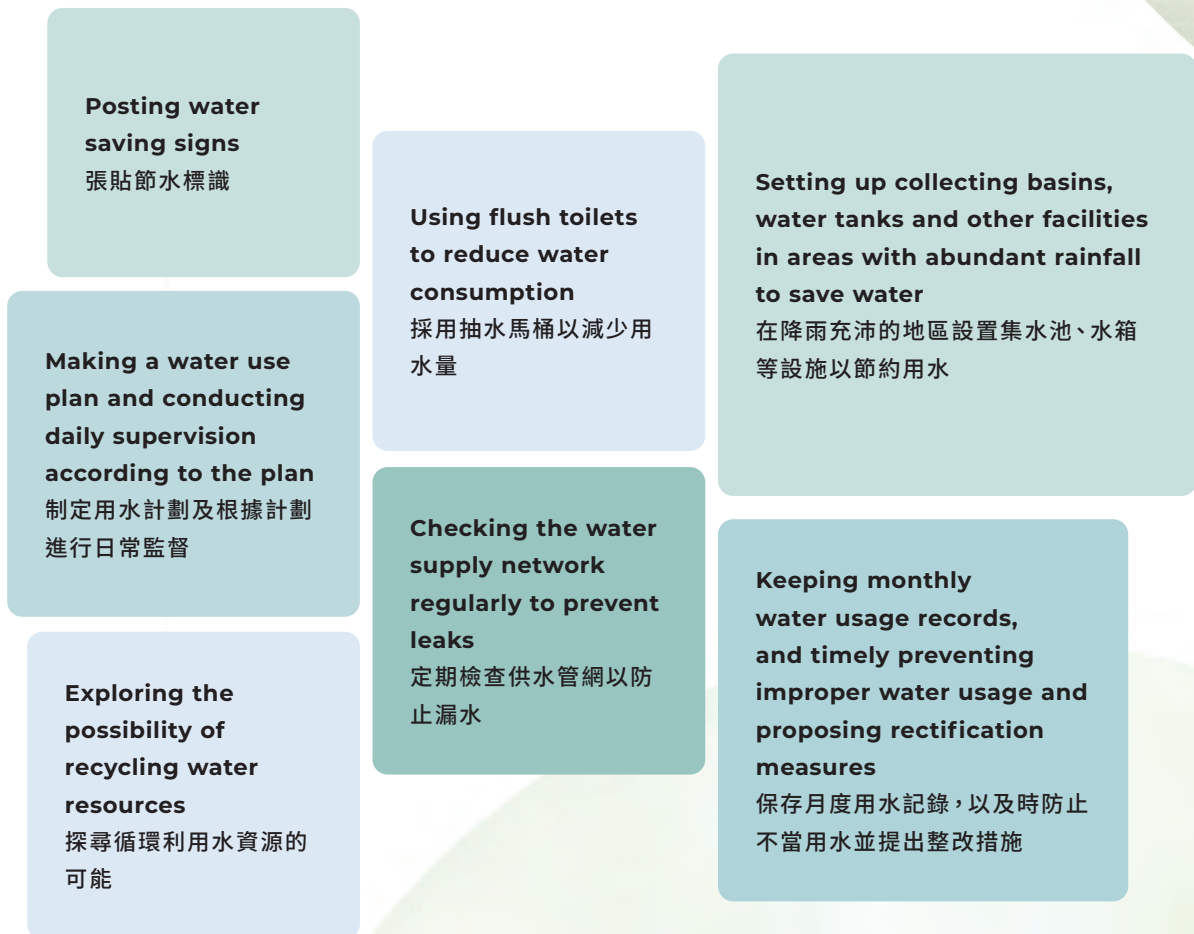 Posting water
saving signs
張貼節水標識
Making a water use
plan and conducting
daily supervision
according to the plan
制定用水計劃及根據計劃
進行日常監督
Exploring the
possibility of
recycling water
resources
探尋循環利用水資源的
可能
Using flush toilets
to reduce water
consumption
採用抽水馬桶以減少用
水量
Checking the water
supply network
regularly to prevent
leaks
定期檢查供水管網以防
止漏水
Setting up collecting basins,
water tanks and other facilities
in areas with abundant rainfall
to save water
在降雨充沛的地區設置集水池、水箱
等設施以節約用水
Keeping monthly
water usage records,
and timely preventing
improper water usage and
proposing rectification
measures
保存月度用水記錄，以及時防止
不當用水並提出整改措施